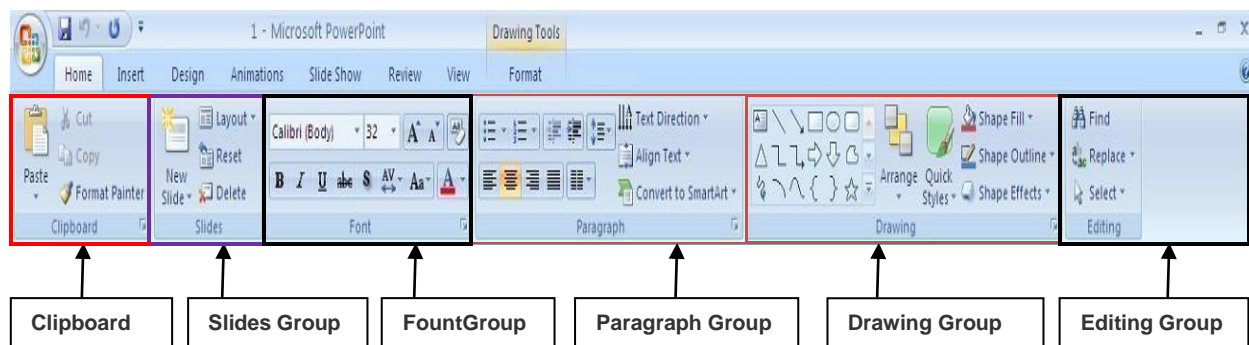 1 - Microsoft PowerPoint Drawing Tools
Home Insert Design Animations Slide Show Review View Format
Paste
Cut
Copy
Format Painter
Clipboard
New Slide
Layout
Reset
Delete
Slides
Calibri (Body) 32 A A
B I U abc S AV Aa A
Font
Text Direction
Align Text
Convert to SmartArt
Paragraph
Arrange
Quick Styles
Shape Fill
Shape Outline
Shape Effects
Drawing
Find
Replace
Select
Editing
Clipboard
Slides Group
FountGroup
Paragraph Group
Drawing Group
Editing Group